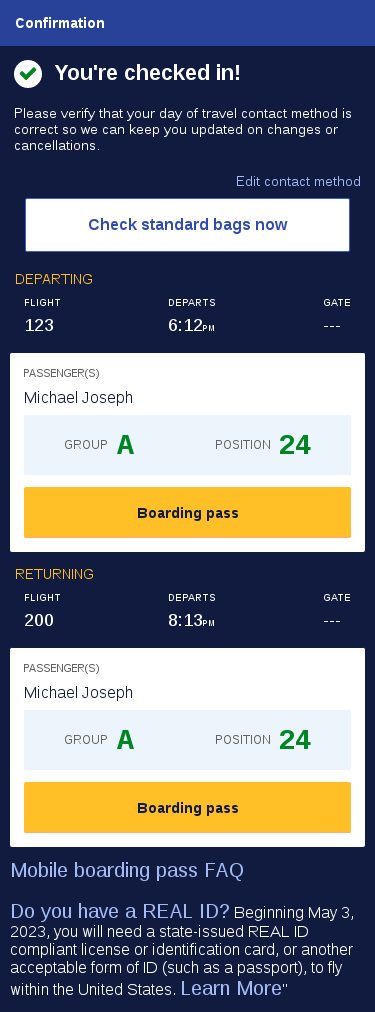 Confirmation
You're checked in!
Please verify that your day of travel contact method is
correct so we can keep you updated on changes or
cancellations.
Edit contact method
Check standard bags now
DEPARTING
FLIGHT DEPARTS GATE
123 6:12PM ---
PASSENGER(S)
Michael Joseph
GROUP A POSITION 24
Boarding pass
RETURNING
FLIGHT DEPARTS GATE
200 8:13PM ---
PASSENGER(S)
Michael Joseph
GROUP A POSITION 24
Boarding pass
Mobile boarding pass FAQ
Do you have a REAL ID? Beginning May 3,
2023, you will need a state-issued REAL ID
compliant license or identification card, or another
acceptable form of ID (such as a passport), to fly
within the United States. Learn More"